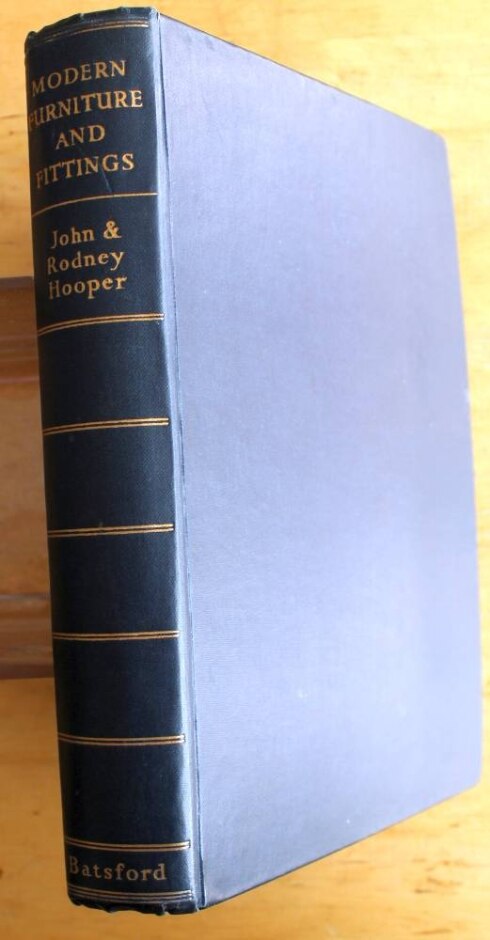 MODERN
FURNITURE
AND
FITTINGS
John &
Rodney
Hooper
Batsford